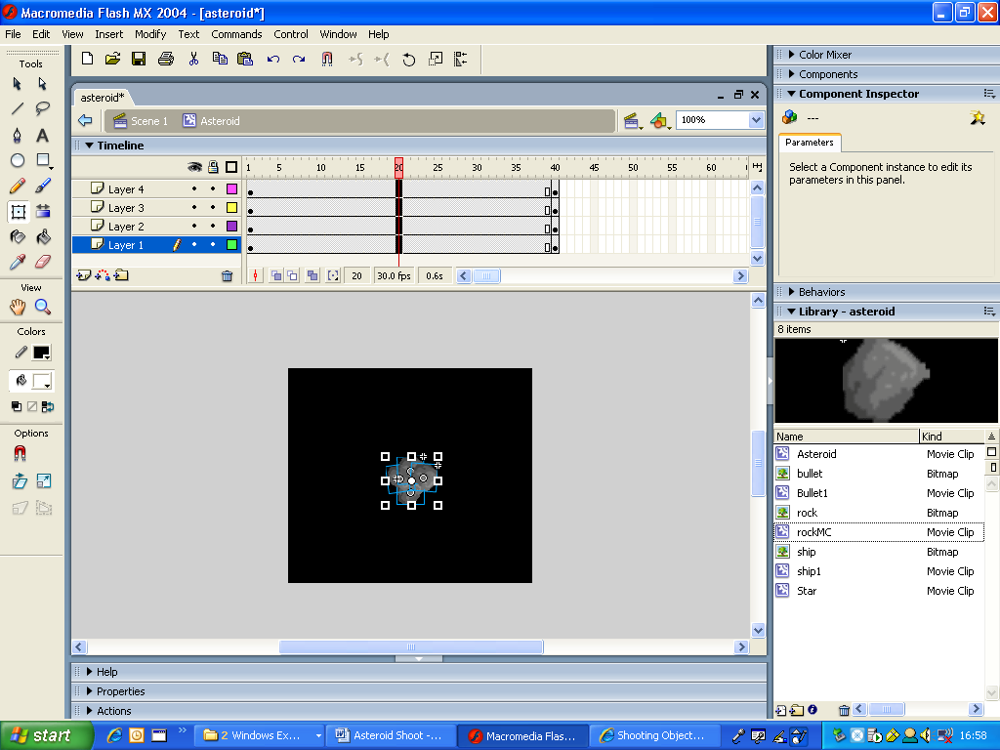 Macromedia Flash MX 2004 - [asteroid*]
File Edit View Insert Modify Text Commands Control Window Help
Tools
View
Colors
Options
asteroid*
Scene 1 Asteroid 100%
Timeline
1 5 10 15 20 25 30 35 40 45 50 55 60
Layer 4
Layer 3
Layer 2
Layer 1
20 30.0 fps 0.6s
Help
Properties
Actions
Color Mixer
Components
Component Inspector
---
Parameters
Select a Component instance to edit its
parameters in this panel.
Behaviors
Library - asteroid
8 items
Name Kind
Asteroid Movie Clip
bullet Bitmap
Bullet1 Movie Clip
rock Bitmap
rockMC Movie Clip
ship Bitmap
ship1 Movie Clip
Star Movie Clip
start 2 Windows Ex... Asteroid Shoot -... Macromedia Flas... Shooting Object... 16:58